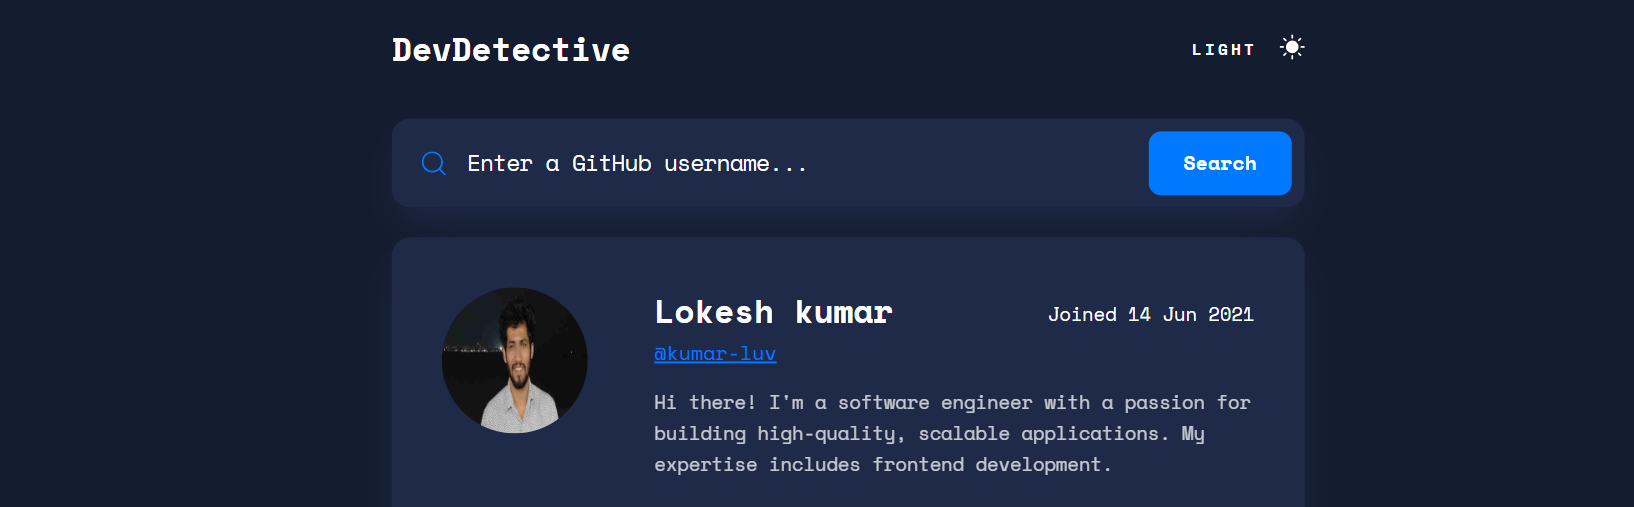 DevDetective
LIGHT
Enter a GitHub username...
Search
Lokesh kumar
Joined 14 Jun 2021
@kumar-luv
Hi there! I'm a software engineer with a passion for
building high-quality, scalable applications. My
expertise includes frontend development.